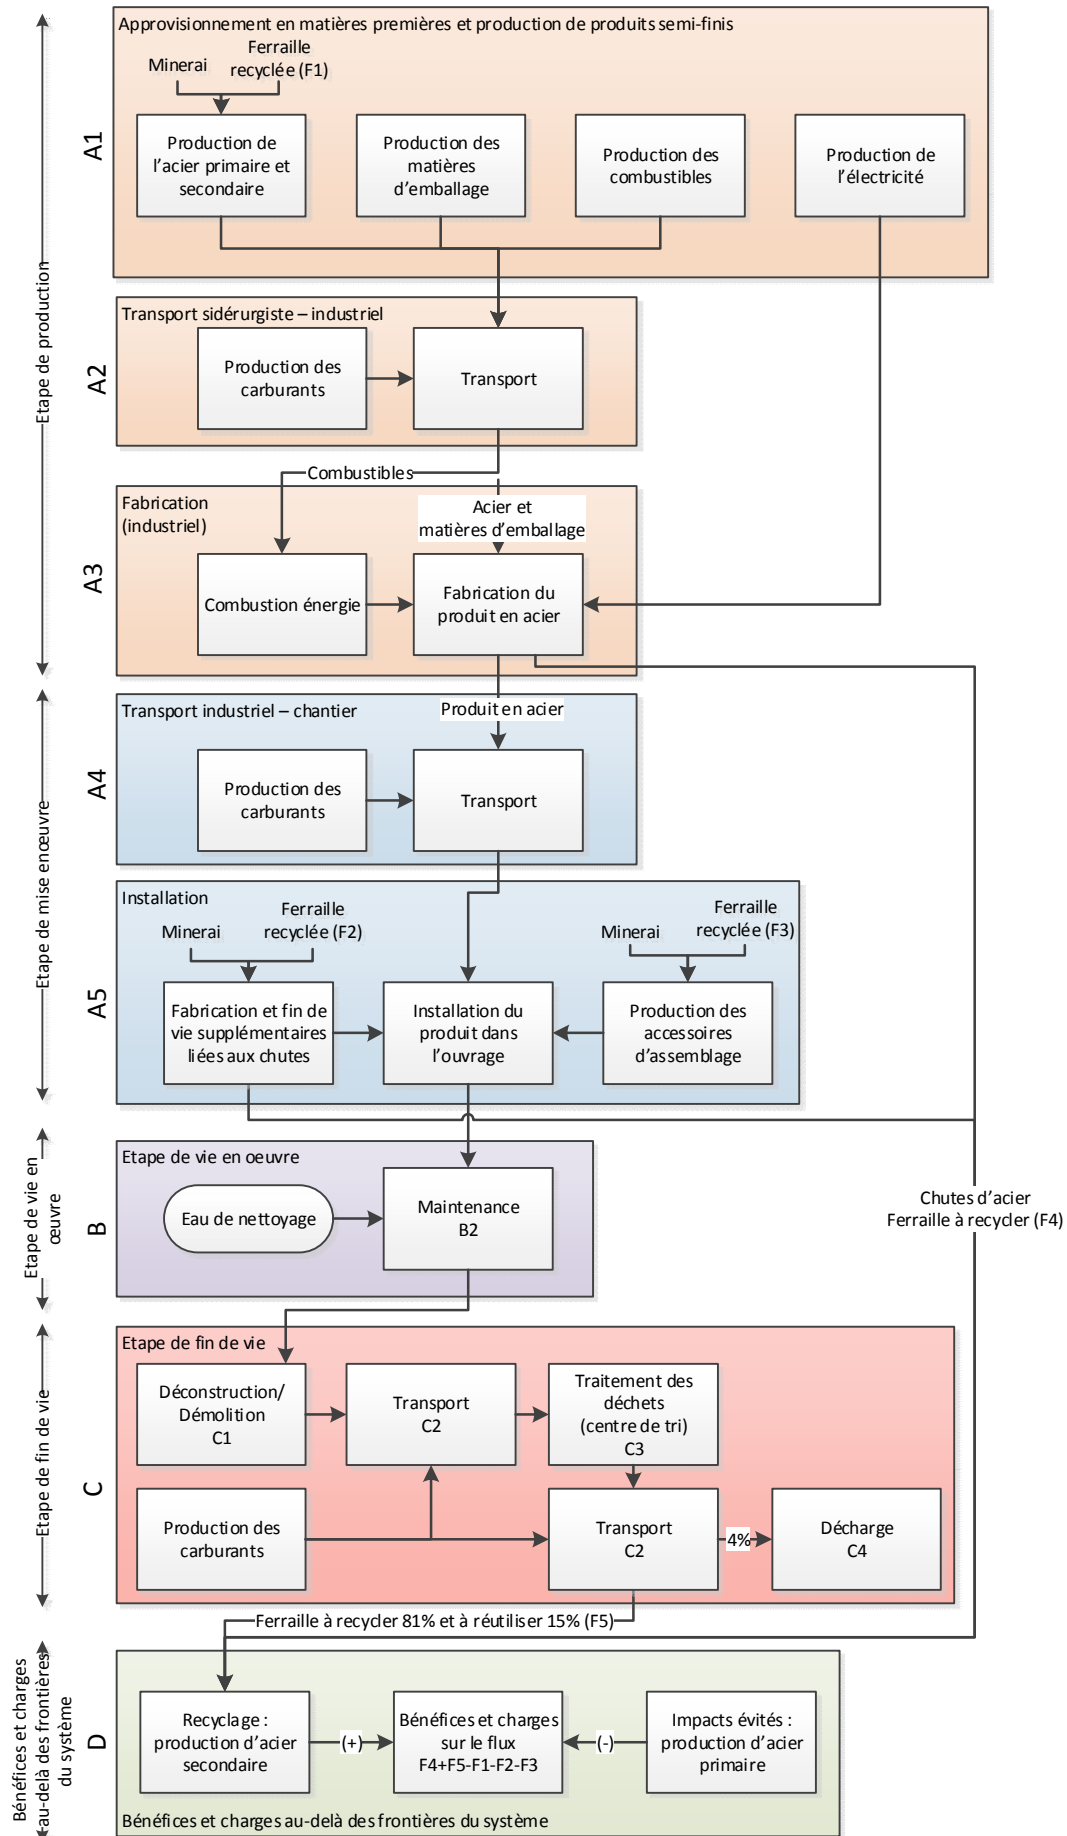 Approvisionnement en matières premières et production de produits semi-finis
Minerai
Ferraille
recyclée (F1)
Production de
l'acier primaire et
secondaire
Production des
matières
d'emballage
Production des
combustibles
Production de
l'électricité
A1
Etape de production
Transport sidérurgiste – industriel
Production des
carburants
Transport
A2
Combustibles
Fabrication
(industriel)
Acier et
matières d'emballage
Combustion énergie
Fabrication du
produit en acier
A3
Transport industriel – chantier
Produit en acier
Production des
carburants
Transport
A4
Etape de mise enœuvre
Installation
Minerai
Ferraille
recyclée (F2)
Minerai
Ferraille
recyclée (F3)
Fabrication et fin de
vie supplémentaires
liées aux chutes
Installation du
produit dans
l'ouvrage
Production des
accessoires
d'assemblage
A5
Etape de vie en oeuvre
Eau de nettoyage
Maintenance
B2
B
Etape de vie en
œuvre
Chutes d'acier
Ferraille à recycler (F4)
Etape de fin de vie
Déconstruction/
Démolition
C1
Transport
C2
Traitement des
déchets
(centre de tri)
C3
Production des
carburants
Transport
C2
4%
Décharge
C4
C
Etape de fin de vie
Ferraille à recycler 81% et à réutiliser 15% (F5)
Recyclage :
production d'acier
secondaire
(+)
Bénéfices et charges
sur le flux
F4+F5-F1-F2-F3
(-)
Impacts évités :
production d'acier
primaire
D
Bénéfices et charges
au-delà des frontières
du système
Bénéfices et charges au-delà des frontières du système